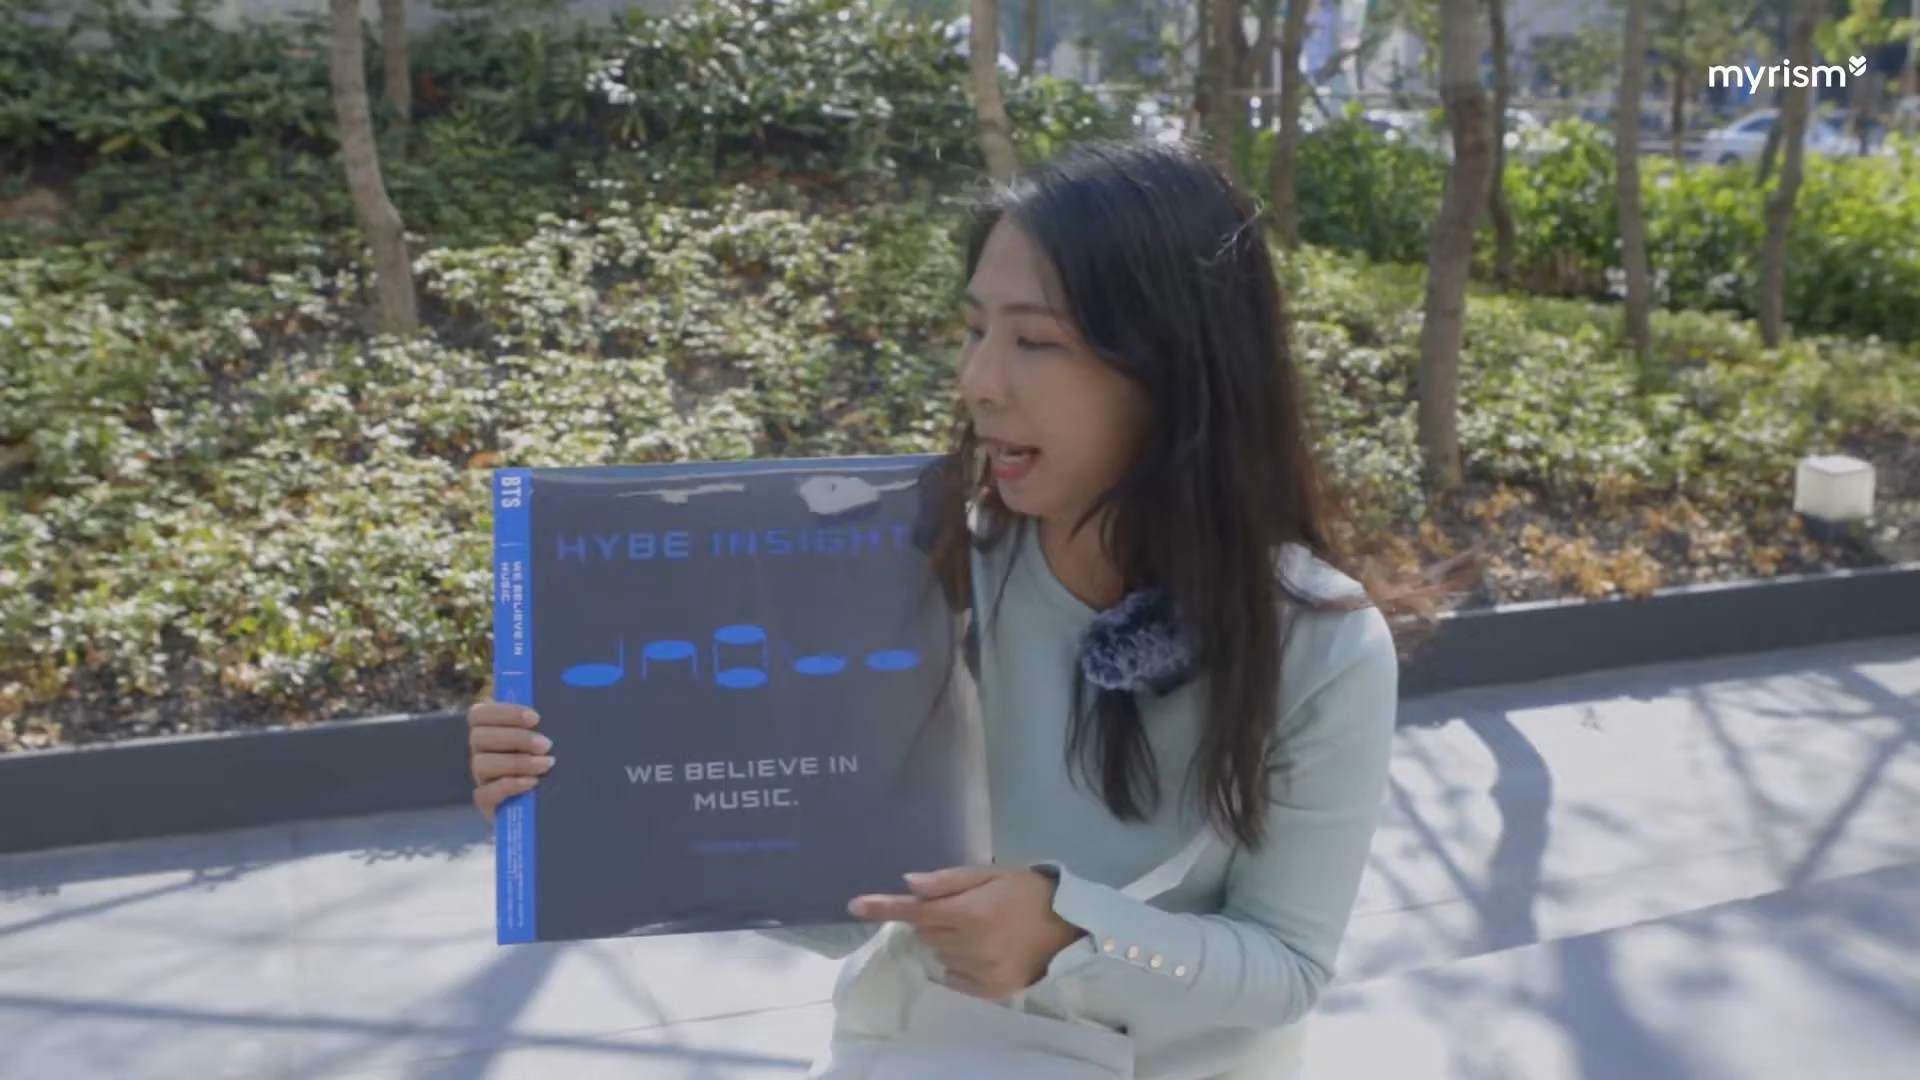 myrism
BTS
WE BELIEVE IN
MUSIC.
HYBE INSIGHT
WE BELIEVE IN
MUSIC.